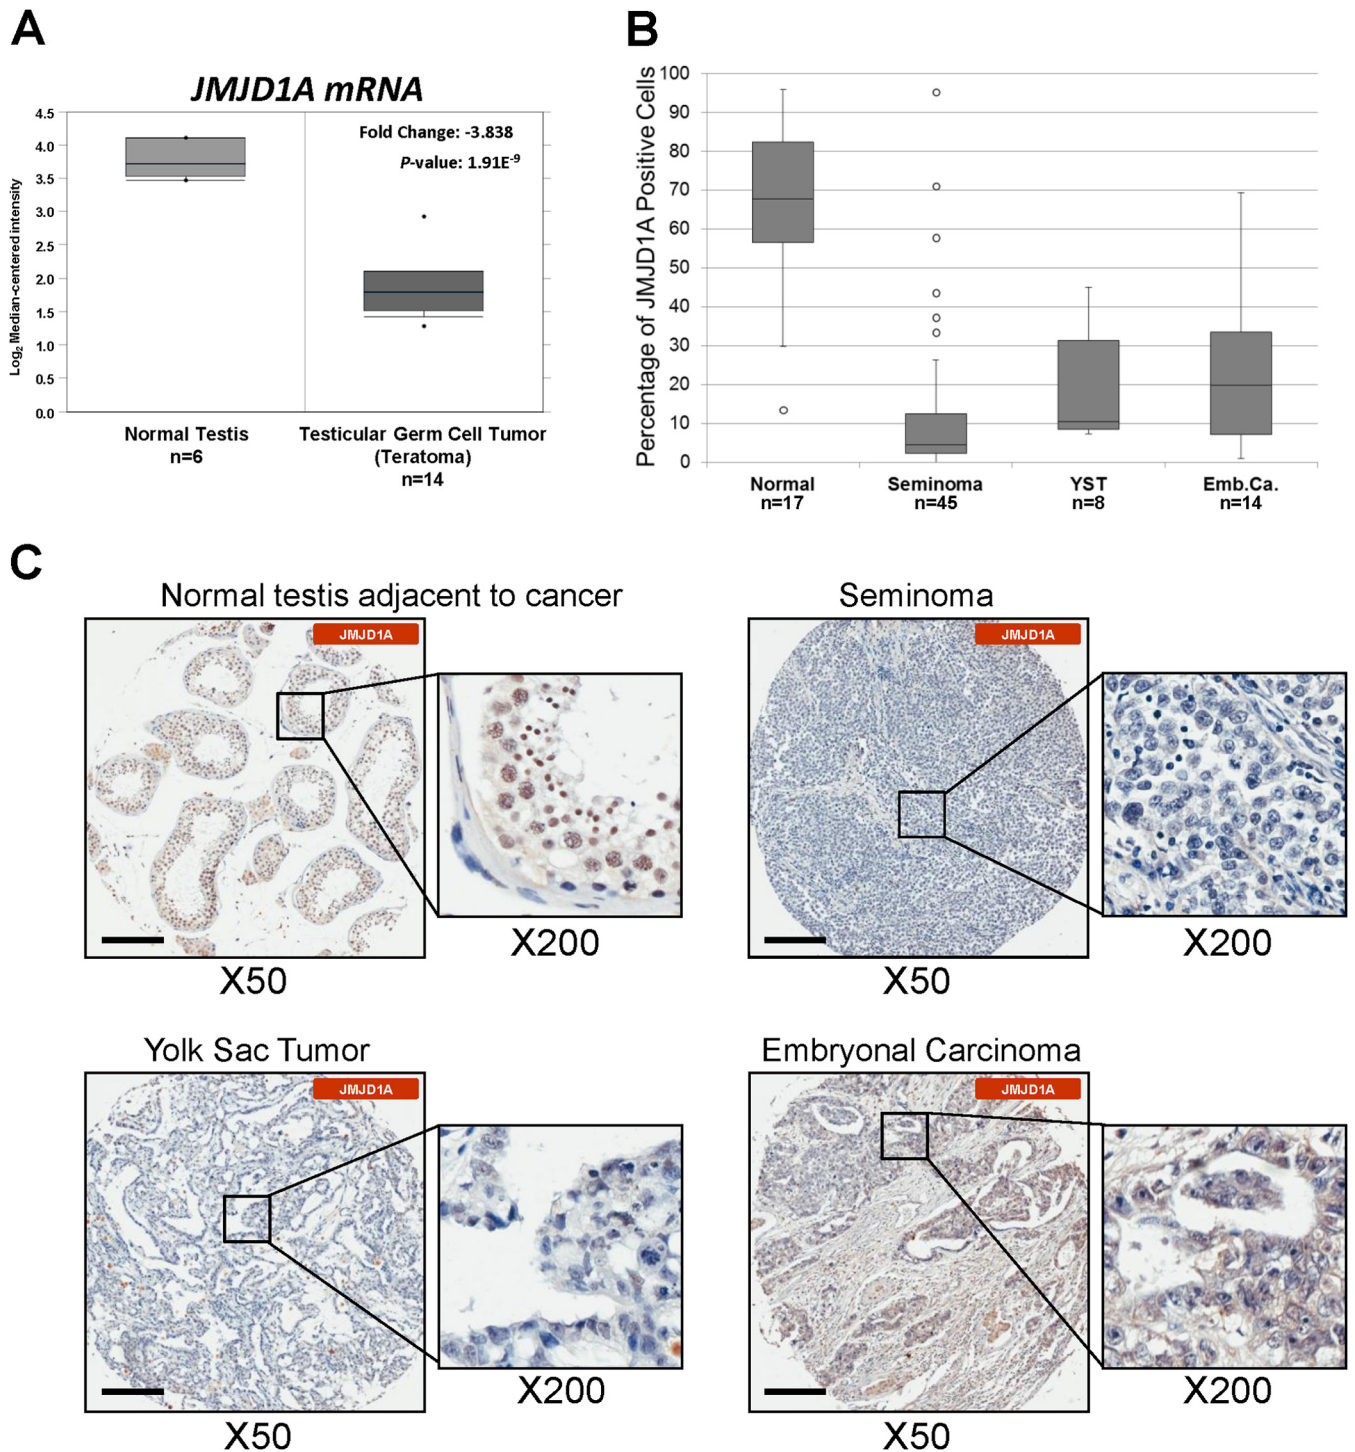 A
JMJD1A mRNA
Fold Change: -3.838
P-value: 1.91E-9
Log2 Median-centered intensity
4.5
4.0
3.5
3.0
2.5
2.0
1.5
1.0
0.5
0.0
Normal Testis
n=6
Testicular Germ Cell Tumor
(Teratoma)
n=14
B
Percentage of JMJD1A Positive Cells
100
90
80
70
60
50
40
30
20
10
0
Normal
n=17
Seminoma
n=45
YST
n=8
Emb.Ca.
n=14
C
Normal testis adjacent to cancer
JMJD1A
X50
X200
Seminoma
JMJD1A
X50
X200
Yolk Sac Tumor
JMJD1A
X50
X200
Embryonal Carcinoma
JMJD1A
X50
X200